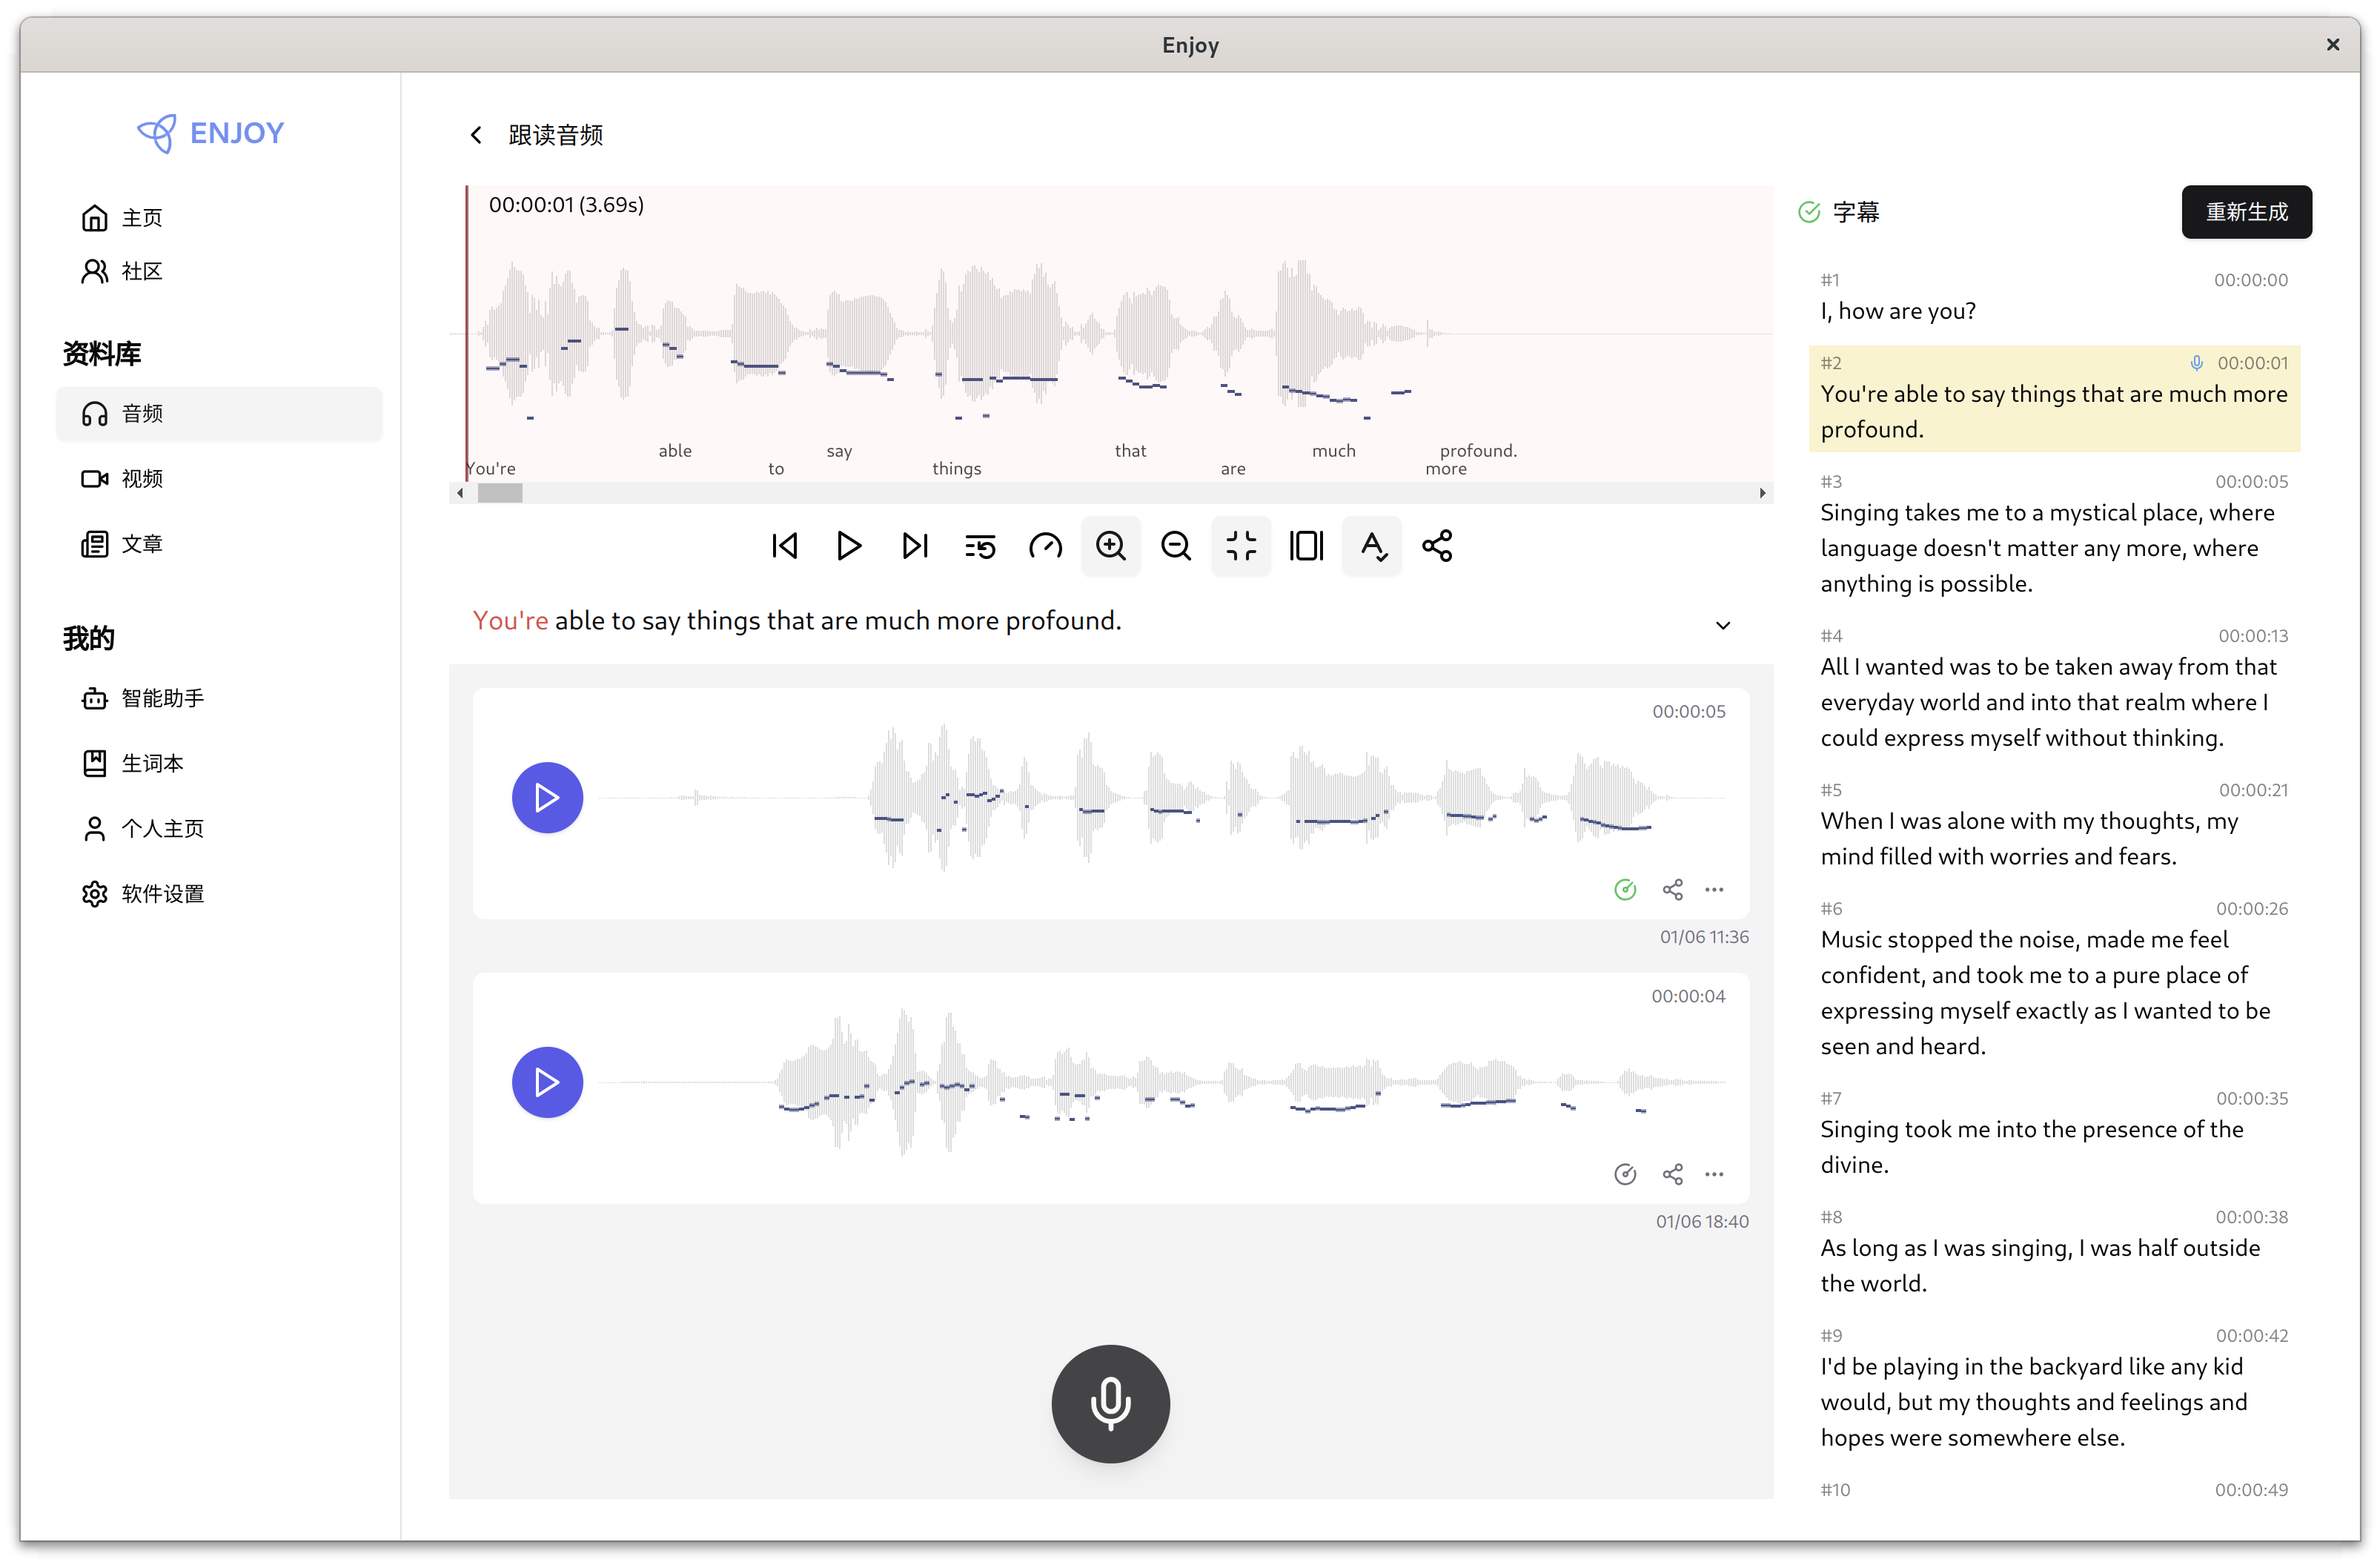 Enjoy
ENJOY
主页
社区
资料库
音频
视频
文章
我的
智能助手
生词本
个人主页
软件设置
跟读音频
00:00:01 (3.69s)
able say that much profound.
You're to things are more
You're able to say things that are much more profound.
00:00:05
01/06 11:36
00:00:04
01/06 18:40
字幕
重新生成
#1 00:00:00
I, how are you?
#2 00:00:01
You're able to say things that are much more
profound.
#3 00:00:05
Singing takes me to a mystical place, where
language doesn't matter any more, where
anything is possible.
#4 00:00:13
All I wanted was to be taken away from that
everyday world and into that realm where I
could express myself without thinking.
#5 00:00:21
When I was alone with my thoughts, my
mind filled with worries and fears.
#6 00:00:26
Music stopped the noise, made me feel
confident, and took me to a pure place of
expressing myself exactly as I wanted to be
seen and heard.
#7 00:00:35
Singing took me into the presence of the
divine.
#8 00:00:38
As long as I was singing, I was half outside
the world.
#9 00:00:42
I'd be playing in the backyard like any kid
would, but my thoughts and feelings and
hopes were somewhere else.
#10 00:00:49